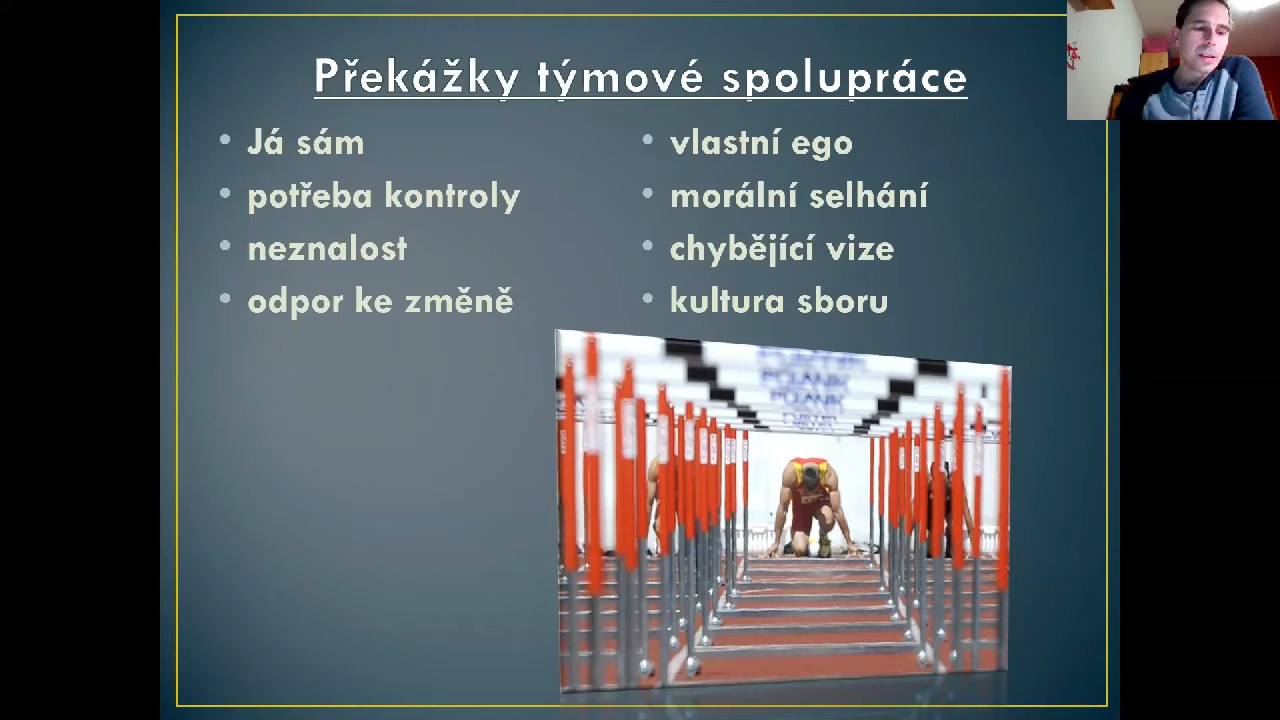 Překážky týmové spolupráce
Já sám
potřeba kontroly
neznalost
odpor ke změně
vlastní ego
morální selhání
chybějící vize
kultura sboru